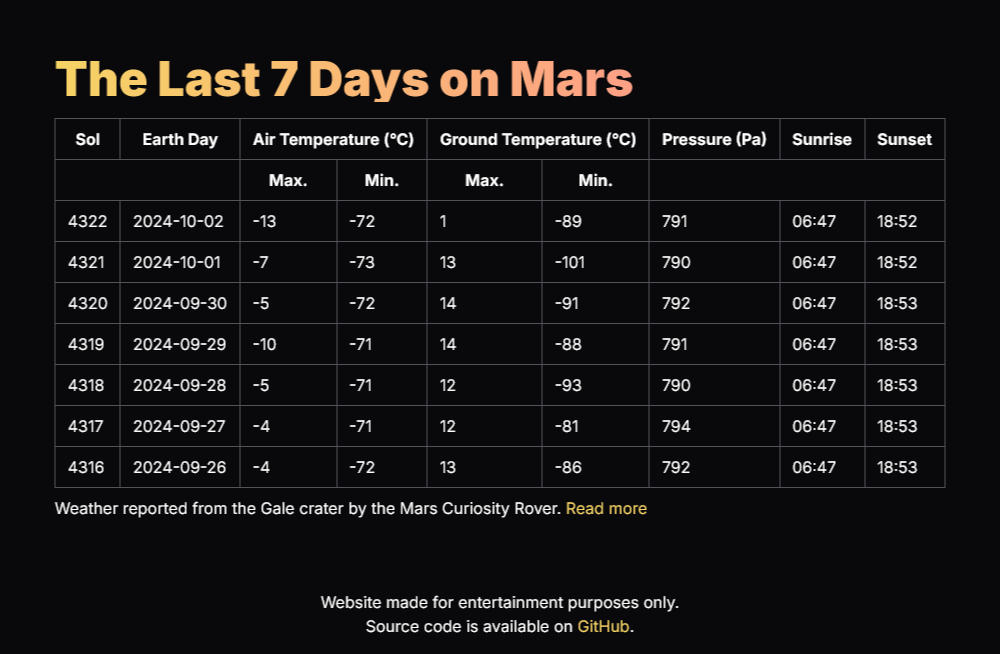 The Last 7 Days on Mars
Sol Earth Day Air Temperature (°C) Ground Temperature (°C) Pressure (Pa) Sunrise Sunset
Max. Min. Max. Min.
4322 2024-10-02 -13 -72 1 -89 791 06:47 18:52
4321 2024-10-01 -7 -73 13 -101 790 06:47 18:52
4320 2024-09-30 -5 -72 14 -91 792 06:47 18:53
4319 2024-09-29 -10 -71 14 -88 791 06:47 18:53
4318 2024-09-28 -5 -71 12 -93 790 06:47 18:53
4317 2024-09-27 -4 -71 12 -81 794 06:47 18:53
4316 2024-09-26 -4 -72 13 -86 792 06:47 18:53
Weather reported from the Gale crater by the Mars Curiosity Rover. Read more
Website made for entertainment purposes only.
Source code is available on GitHub.